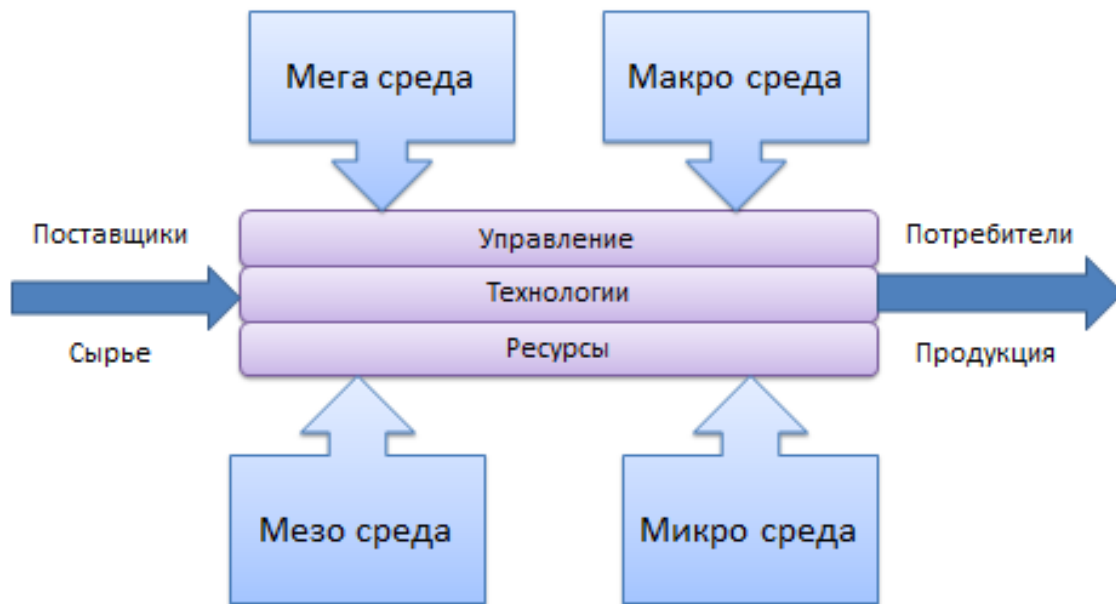 Мега среда
Макро среда
Поставщики
Управление
Потребители
Технологии
Сырье
Ресурсы
Продукция
Мезо среда
Микро среда